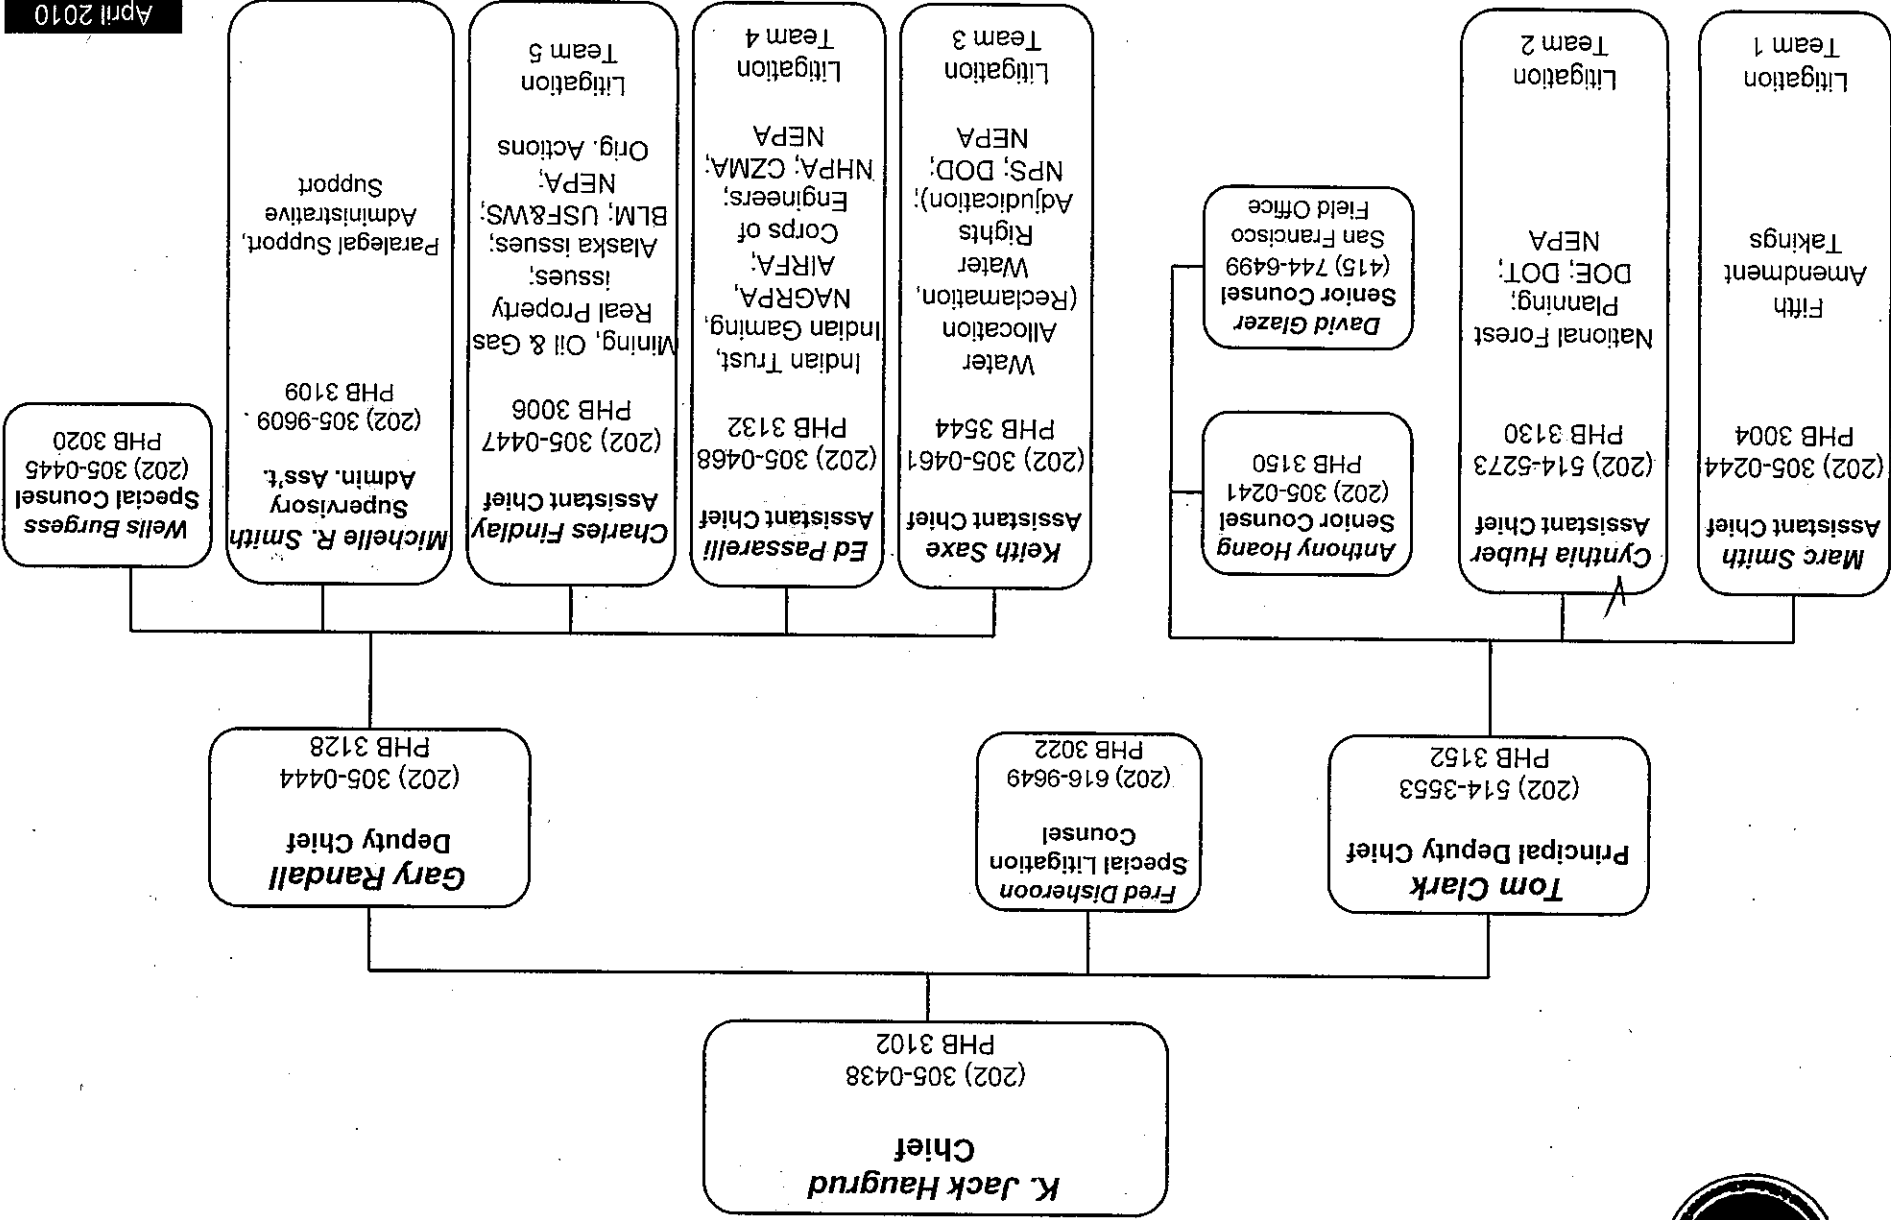 K. Jack Haugrud
Chief
(202) 305-0438
PHB 3102
Tom Clark
Principal Deputy Chief
(202) 514-3553
PHB 3152
Fred Disheroon
Special Litigation
Counsel
(202) 616-9649
PHB 3022
Gary Randall
Deputy Chief
(202) 305-0444
PHB 3128
Marc Smith
Assistant Chief
(202) 305-0244
PHB 3004
Fifth
Amendment
Takings
Litigation
Team 1
Cynthia Huber
Assistant Chief
(202) 514-5273
PHB 3130
National Forest
Planning;
DOE; DOT;
NEPA
Litigation
Team 2
Anthony Hoang
Senior Counsel
(202) 305-0241
PHB 3150
David Glazer
Senior Counsel
(415) 744-6499
San Francisco
Field Office
Keith Saxe
Assistant Chief
(202) 305-0461
PHB 3544
Water
Allocation
(Reclamation,
Water
Rights
Adjudication);
NPS; DOD;
NEPA
Litigation
Team 3
Ed Passarelli
Assistant Chief
(202) 305-0468
PHB 3132
Indian Trust,
Indian Gaming,
NAGRPA,
AIRFA;
Corps of
Engineers;
NHPA; CZMA;
NEPA
Litigation
Team 4
Charles Findlay
Assistant Chief
(202) 305-0447
PHB 3006
Mining, Oil & Gas
Real Property
issues;
Alaska issues;
BLM; USF&WS;
NEPA;
Orig. Actions
Litigation
Team 5
Michelle R. Smith
Supervisory
Admin. Ass't.
(202) 305-9609
PHB 3109
Paralegal Support,
Administrative
Support
Wells Burgess
Special Counsel
(202) 305-0445
PHB 3020
April 2010